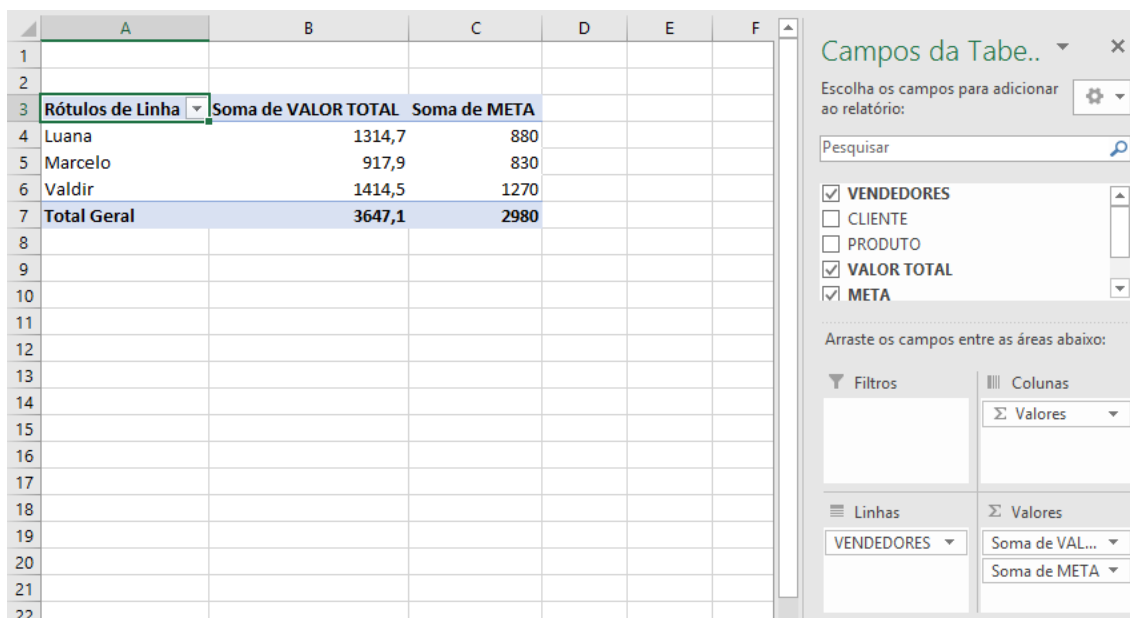 A B C D E F
1
2
3 Rótulos de Linha Soma de VALOR TOTAL Soma de META
4 Luana 1314,7 880
5 Marcelo 917,9 830
6 Valdir 1414,5 1270
7 Total Geral 3647,1 2980
8
9
10
11
12
13
14
15
16
17
18
19
20
21
22
Campos da Tabe..
Escolha os campos para adicionar
ao relatório:
Pesquisar
VENDEDORES
CLIENTE
PRODUTO
VALOR TOTAL
META
Arraste os campos entre as áreas abaixo:
Filtros
Colunas
Σ Valores
Linhas
VENDEDORES
Σ Valores
Soma de VAL...
Soma de META